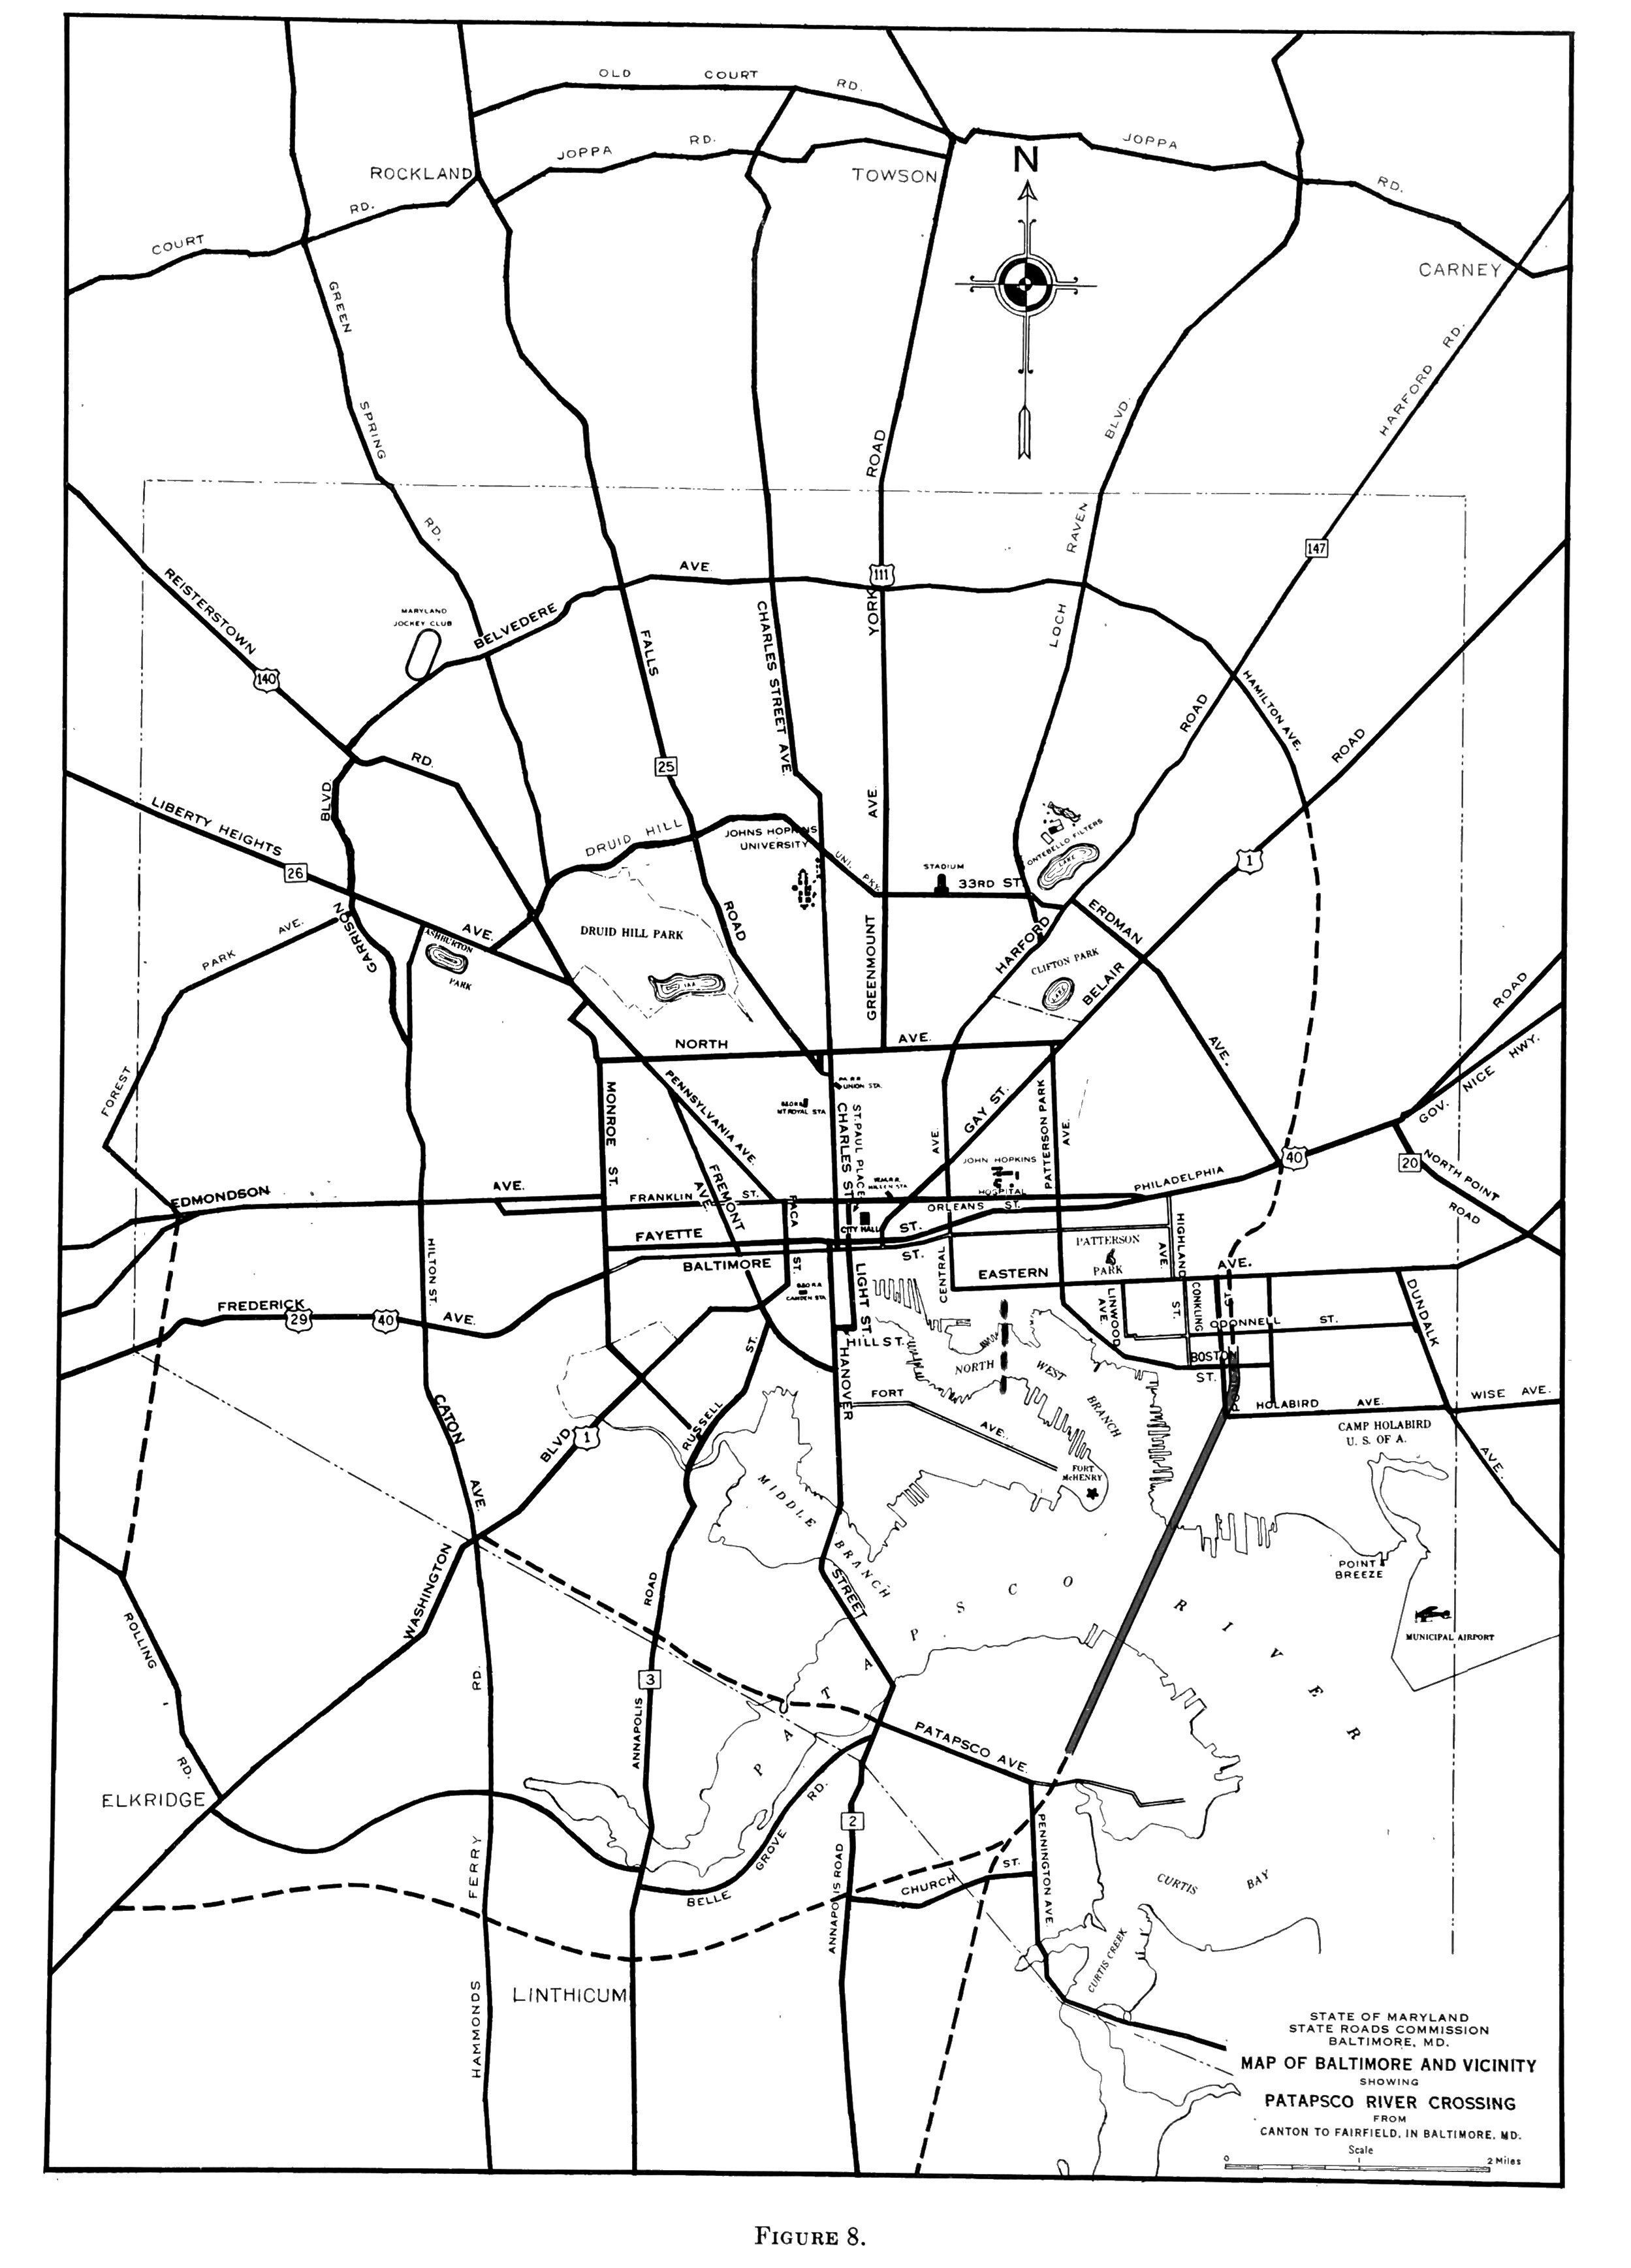 OLD COURT RD.
JOPPA RD.
JOPPA RD.
ROCKLAND
TOWSON
N
COURT RD.
CARNEY
GREEN SPRING RD.
HARFORD RD.
BLVD.
ROAD
RAVEN
LOCH
147
REISTERSTOWN
140
RD.
MARYLAND
JOCKEY CLUB
BELVEDERE AVE.
111
YORK
CHARLES STREET AVE.
FALLS
25
ROAD
HAMILTON AVE.
ROAD
ROAD
AVE.
BLVD.
LIBERTY HEIGHTS
26
AVE.
DRUID HILL
JOHNS HOPKINS
UNIVERSITY
UNI. PKY.
STADIUM
33RD ST.
LAKE
1
ERDMAN
AVE.
HARFORD
CLIFTON PARK
LAKE
BELAIR
GARRISON
PARK AVE.
FOREST
ASHBURTON
PARK
DRUID HILL PARK
GREENMOUNT
NORTH AVE.
ROAD
GOV. NICE HWY.
MONROE ST.
PENNSYLVANIA AVE.
UNION STA.
MT ROYAL STA.
CHARLES ST.
ST. PAUL PLACE
AVE.
GAY ST.
PATTERSON PARK AVE.
JOHN HOPKINS
HOSPITAL
PHILADELPHIA
40
20
NORTH POINT
ROAD
EDMONDSON AVE.
FRANKLIN ST.
FREMONT AVE.
PACA ST.
ORLEANS ST.
CITY HALL
FAYETTE ST.
BALTIMORE ST.
CAMDEN STA.
LIGHT ST.
CENTRAL
EASTERN AVE.
PATTERSON
PARK
HIGHLAND AVE.
LINWOOD AVE.
CONKLING ST.
ODONNELL ST.
BOSTON
ST.
PONCA ST.
DUNDALK
AVE.
HILTON ST.
FREDERICK
29
40
AVE.
HILL ST.
HANOVER
NORTH WEST BRANCH
FORT AVE.
FORT
McHENRY
HOLABIRD AVE.
WISE AVE.
CAMP HOLABIRD
U. S. OF A.
CATON AVE.
BLVD.
1
RUSSELL
ST.
MIDDLE BRANCH
STREET
WASHINGTON
ROAD
3
ANNAPOLIS
POINT
BREEZE
MUNICIPAL AIRPORT
PATAPSCO RIVER
ROLLING
RD.
RD.
ELKRIDGE
PATAPSCO AVE.
BELLE GROVE RD.
2
ANNAPOLIS ROAD
CHURCH ST.
PENNINGTON AVE.
CURTIS BAY
CURTIS CREEK
HAMMONDS FERRY
LINTHICUM
STATE OF MARYLAND
STATE ROADS COMMISSION
BALTIMORE, MD.
MAP OF BALTIMORE AND VICINITY
SHOWING
PATAPSCO RIVER CROSSING
FROM
CANTON TO FAIRFIELD, IN BALTIMORE, MD.
Scale
0 2 Miles
FIGURE 8.